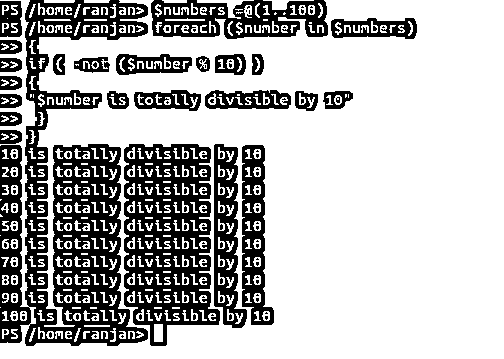 PS /home/ranjan> $numbers =@(1..100)
PS /home/ranjan> foreach ($number in $numbers)
>> {
>> if ( -not ($number % 10) )
>> {
>> "$number is totally divisible by 10"
>>  }
>> }
10 is totally divisible by 10
20 is totally divisible by 10
30 is totally divisible by 10
40 is totally divisible by 10
50 is totally divisible by 10
60 is totally divisible by 10
70 is totally divisible by 10
80 is totally divisible by 10
90 is totally divisible by 10
100 is totally divisible by 10
PS /home/ranjan>